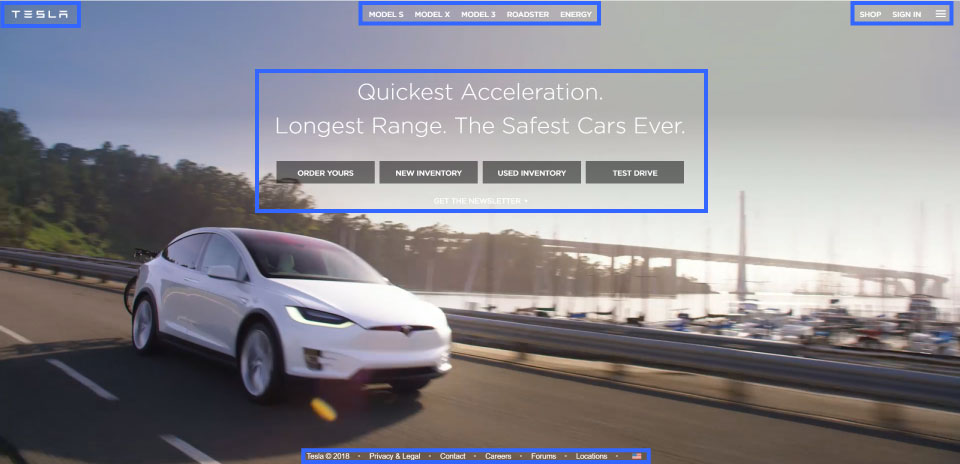 TESLA
MODEL S MODEL X MODEL 3 ROADSTER ENERGY
SHOP SIGN IN
Quickest Acceleration.
Longest Range. The Safest Cars Ever.
ORDER YOURS NEW INVENTORY USED INVENTORY TEST DRIVE
GET THE NEWSLETTER
Tesla © 2018 • Privacy & Legal • Contact • Careers • Forums • Locations •